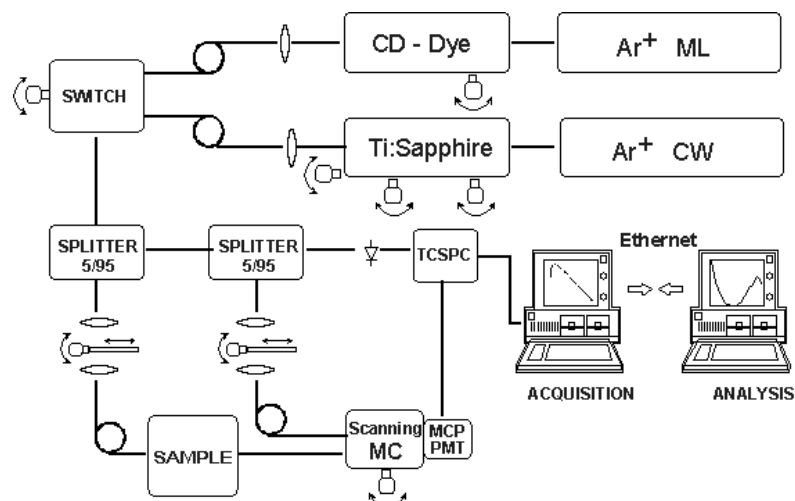 CD - Dye
Ar+ ML
SWITCH
Ti:Sapphire
Ar+ CW
SPLITTER
5/95
SPLITTER
5/95
TCSPC
Ethernet
ACQUISITION
ANALYSIS
SAMPLE
Scanning
MC
MCP
PMT